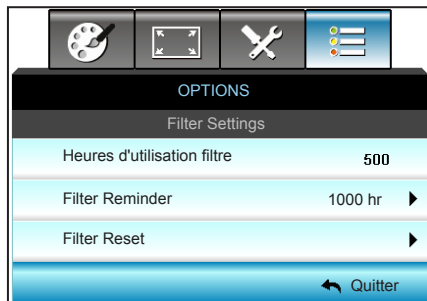 OPTIONS
Filter Settings
Heures d'utilisation filtre 500
Filter Reminder 1000 hr
Filter Reset
Quitter